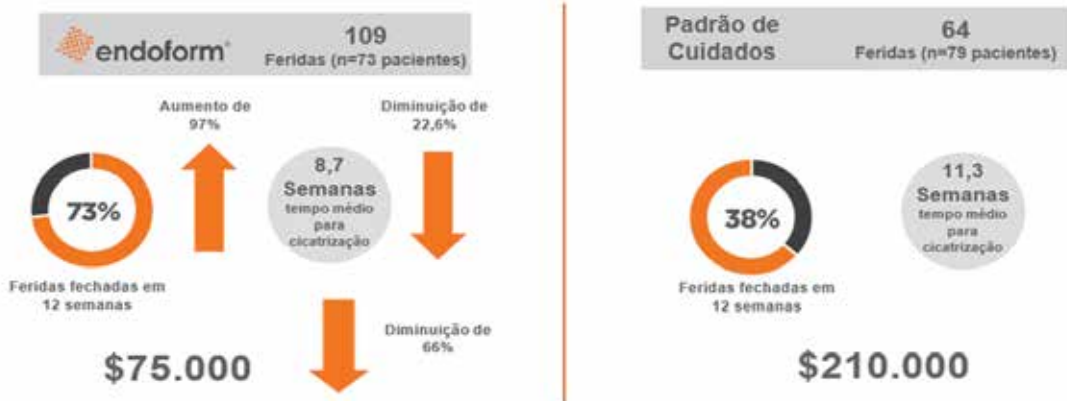 endoform®
109
Feridas (n=73 pacientes)
Aumento de
97%
Diminuição de
22,6%
73%
8,7
Semanas
tempo médio
para
cicatrização
Feridas fechadas em
12 semanas
Diminuição de
66%
$75.000
Padrão de
Cuidados
64
Feridas (n=79 pacientes)
38%
11,3
Semanas
tempo médio
para
cicatrização
Feridas fechadas em
12 semanas
$210.000